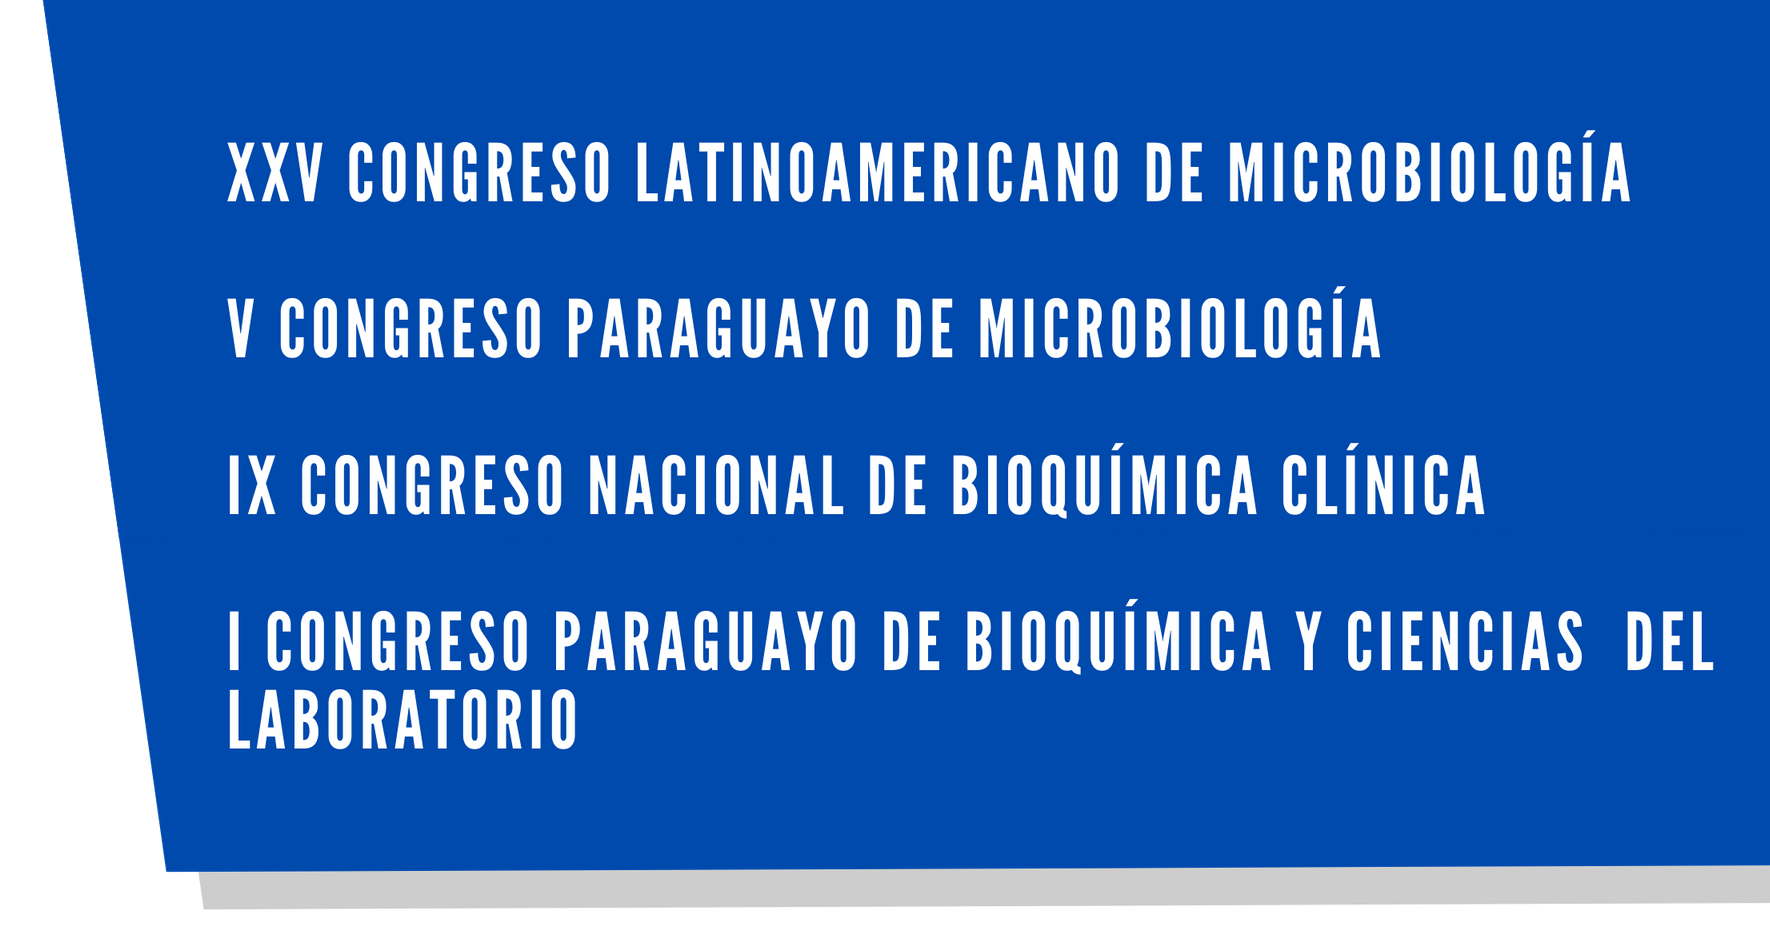 XXV CONGRESO LATINOAMERICANO DE MICROBIOLOGÍA
V CONGRESO PARAGUAYO DE MICROBIOLOGÍA
IX CONGRESO NACIONAL DE BIOQUÍMICA CLÍNICA
I CONGRESO PARAGUAYO DE BIOQUÍMICA Y CIENCIAS  DEL
LABORATORIO